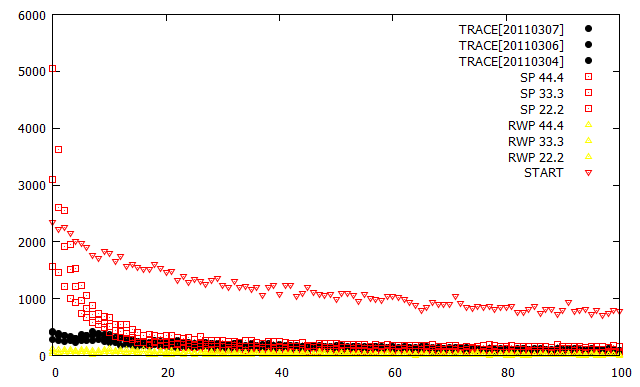 6000
5000
4000
3000
2000
1000
0
TRACE[20110307]
TRACE[20110306]
TRACE[20110304]
SP 44.4
SP 33.3
SP 22.2
RWP 44.4
RWP 33.3
RWP 22.2
START
0 20 40 60 80 100